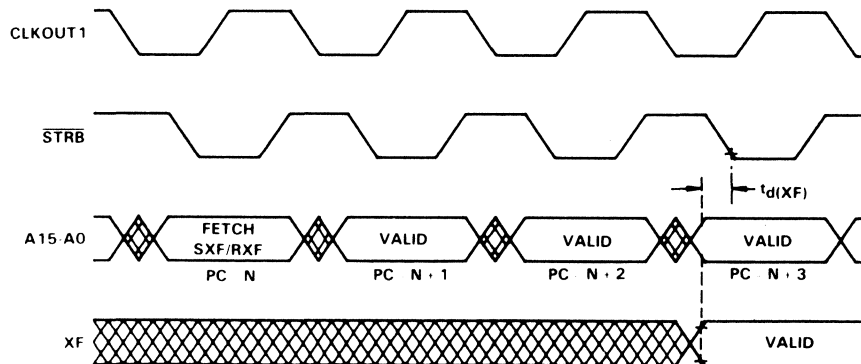 CLKOUT1
STRB
td(XF)
A15-A0
FETCH
SXF/RXF
VALID
VALID
VALID
PC N
PC N + 1
PC N + 2
PC N + 3
XF
VALID